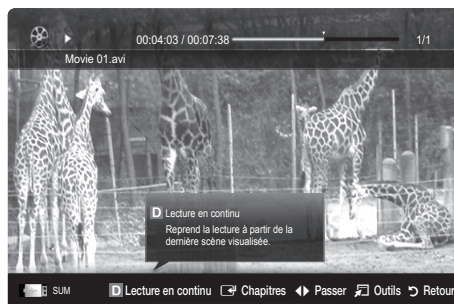 00:04:03 / 00:07:38 1/1
Movie 01.avi
D Lecture en continu
Reprend la lecture à partir de la
dernière scène visualisée.
SUM D Lecture en continu Chapitres Passer Outils Retour